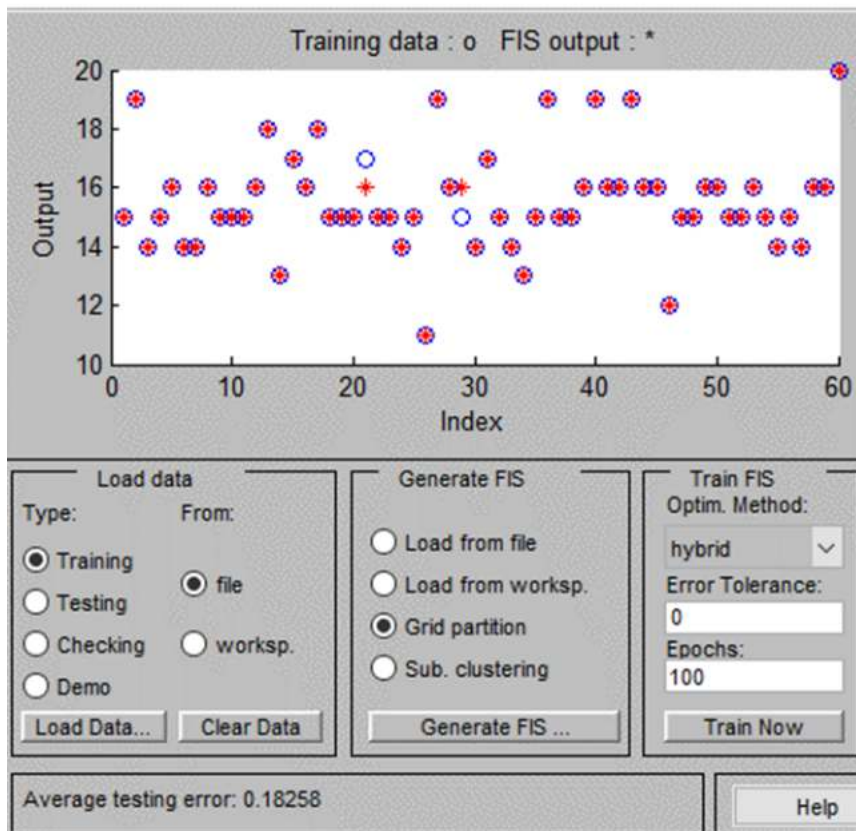 Training data : o   FIS output : *
20
18
16
14
12
10
Output
0
10
20
30
40
50
60
Index
Load data
Type:
From:
Training
Testing
Checking
Demo
file
worksp.
Load Data...
Clear Data
Generate FIS
Load from file
Load from worksp.
Grid partition
Sub. clustering
Generate FIS ...
Train FIS
Optim. Method:
hybrid
Error Tolerance:
0
Epochs:
100
Train Now
Average testing error: 0.18258
Help